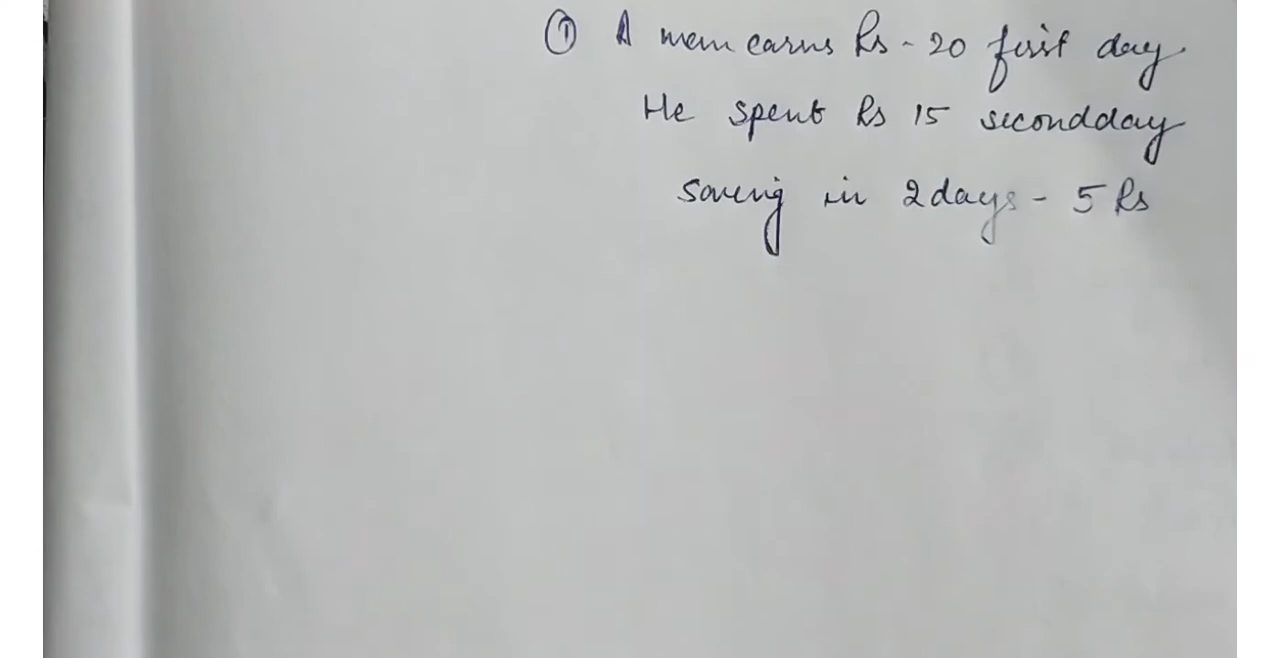 ① A man earns Rs - 20 first day.
He spent Rs 15 secondday
saving in 2days - 5 Rs